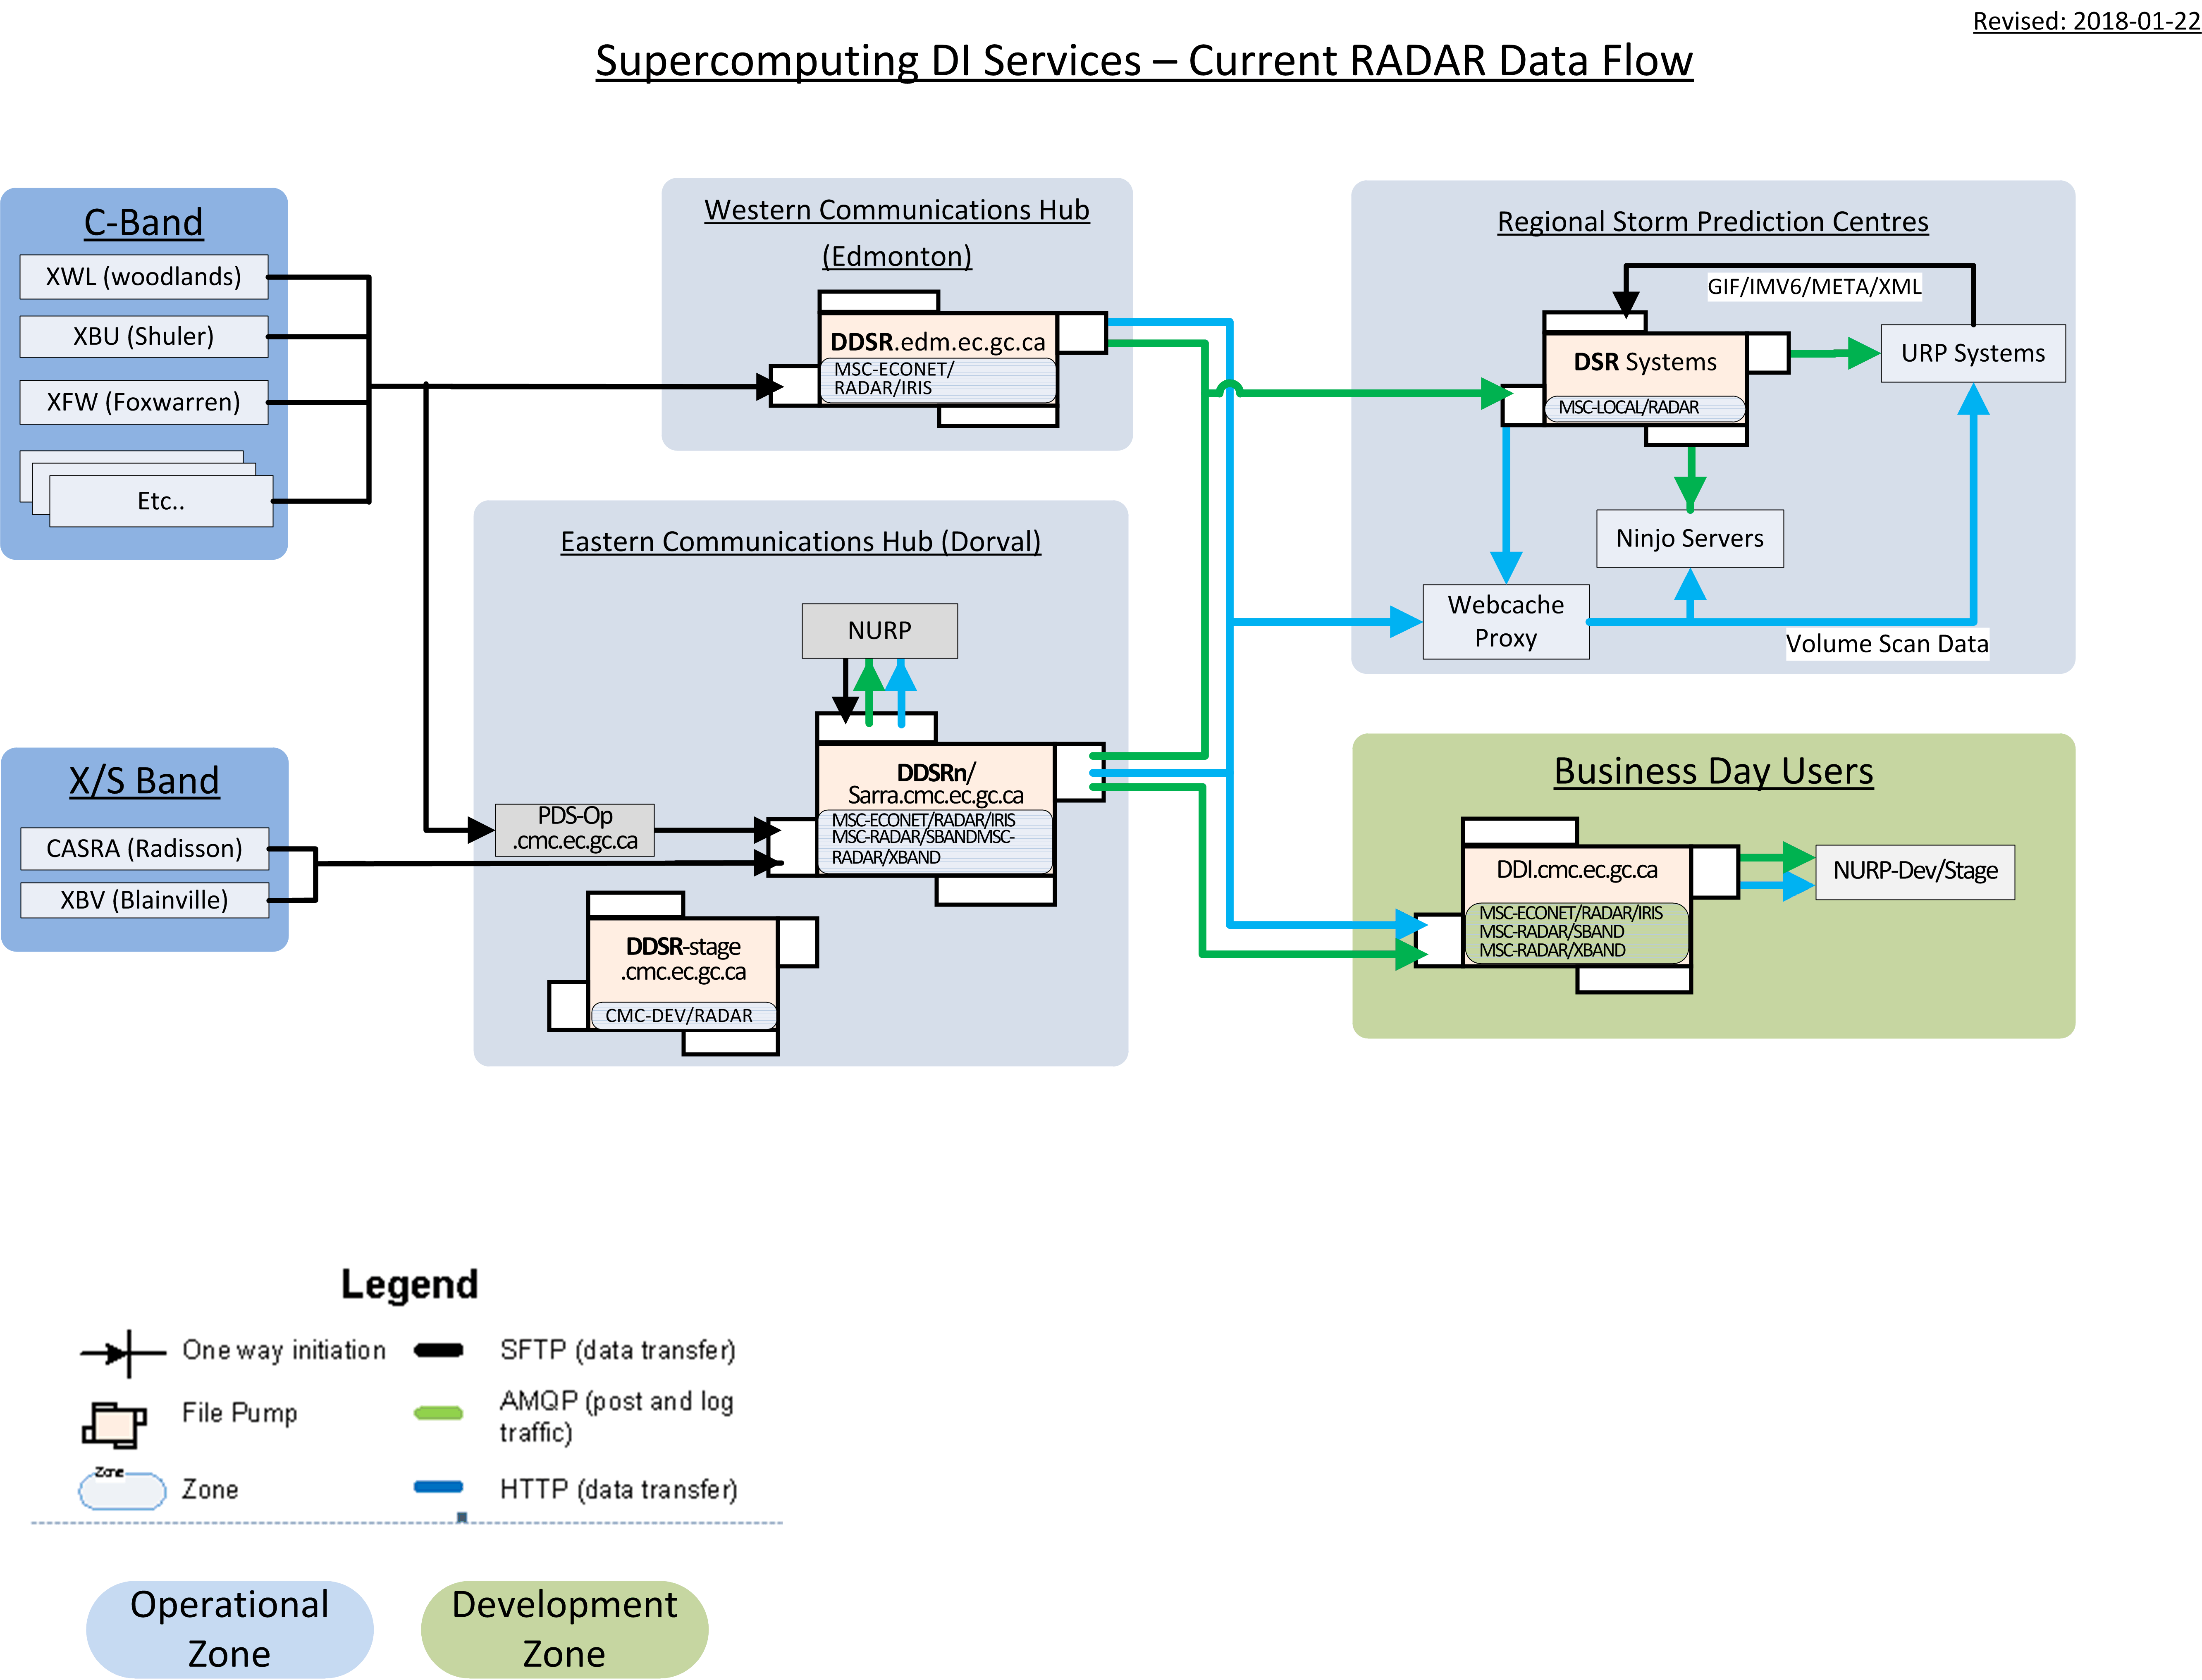 Revised: 2018-01-22
Supercomputing DI Services – Current RADAR Data Flow
C-Band
XWL (woodlands)
XBU (Shuler)
XFW (Foxwarren)
Etc..
X/S Band
CASRA (Radisson)
XBV (Blainville)
Western Communications Hub
(Edmonton)
DDSR.edm.ec.gc.ca
MSC-ECONET/
RADAR/IRIS
Eastern Communications Hub (Dorval)
NURP
PDS-Op
.cmc.ec.gc.ca
DDSRn/
Sarra.cmc.ec.gc.ca
MSC-ECONET/RADAR/IRIS
MSC-RADAR/SBANDMSC-
RADAR/XBAND
DDSR-stage
.cmc.ec.gc.ca
CMC-DEV/RADAR
Regional Storm Prediction Centres
GIF/IMV6/META/XML
DSR Systems
MSC-LOCAL/RADAR
URP Systems
Ninjo Servers
Webcache
Proxy
Volume Scan Data
Business Day Users
DDI.cmc.ec.gc.ca
MSC-ECONET/RADAR/IRIS
MSC-RADAR/SBAND
MSC-RADAR/XBAND
NURP-Dev/Stage
Legend
One way initiation
SFTP (data transfer)
File Pump
AMQP (post and log
traffic)
Zone
Zone
HTTP (data transfer)
Operational
Zone
Development
Zone